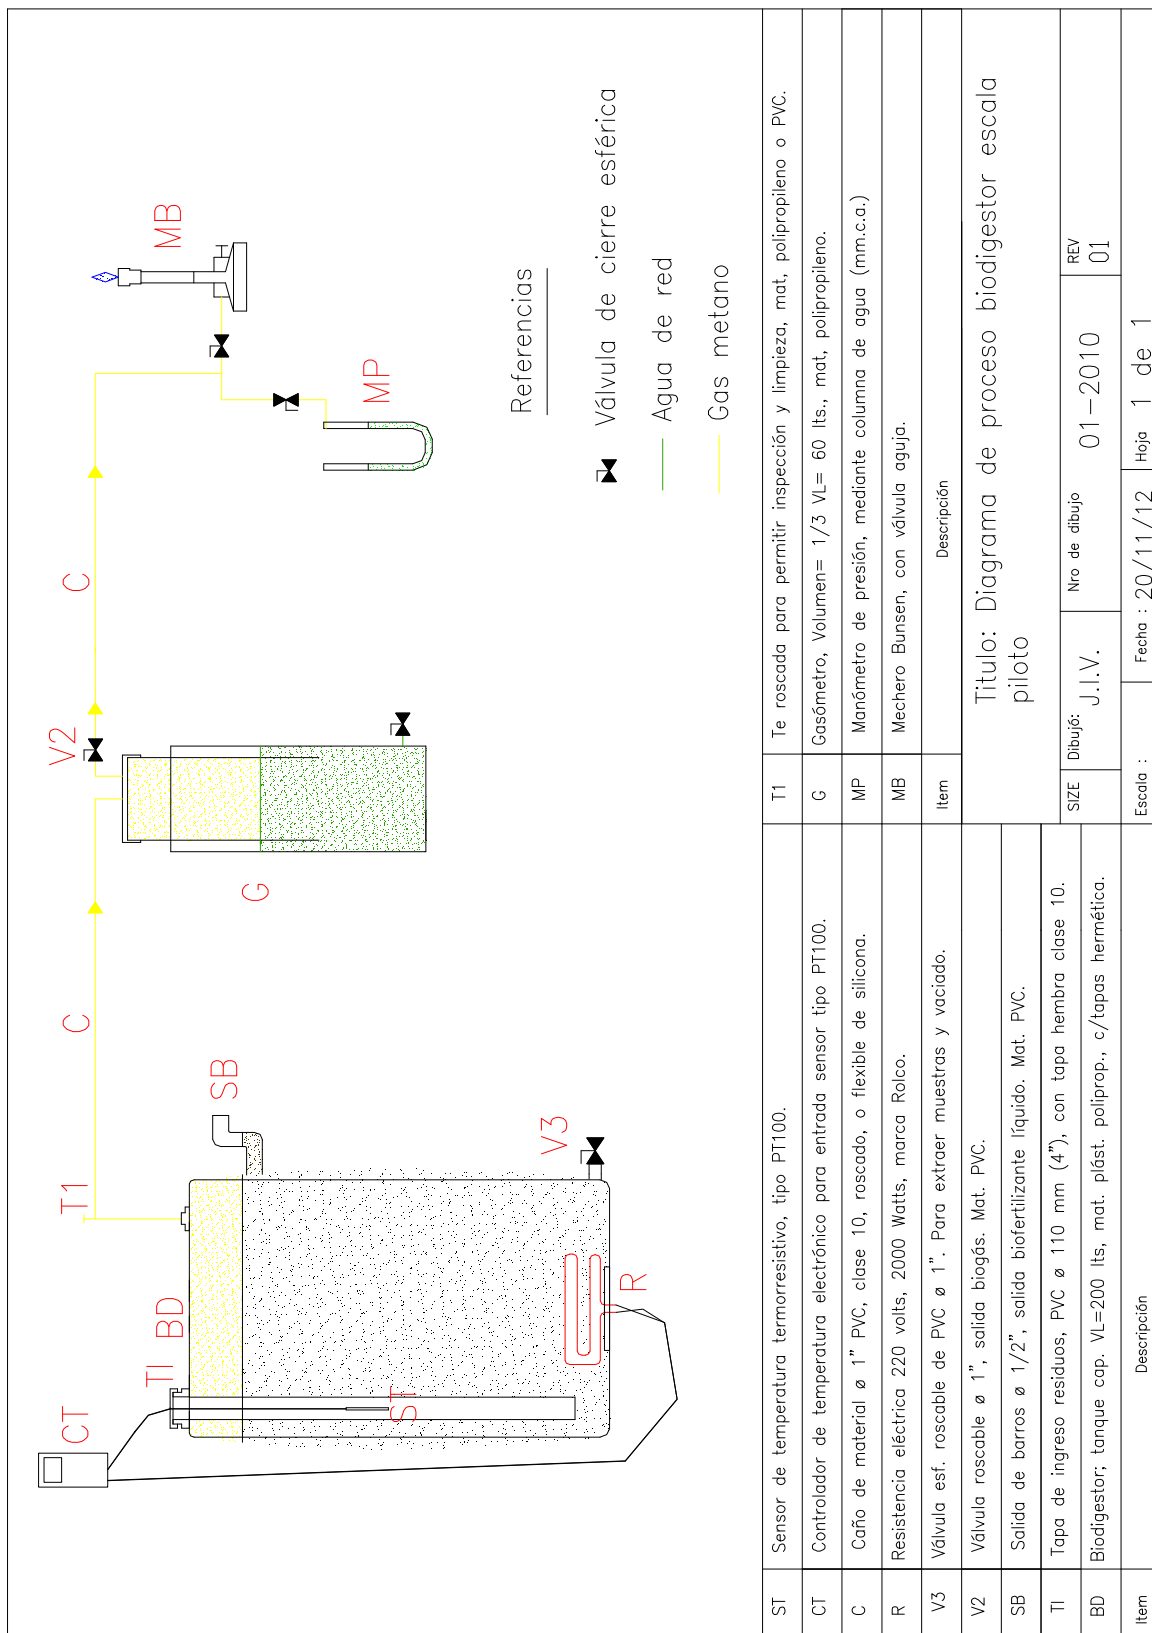 CT
TI
BD
T1
C
SB
ST
R
V3
G
V2
C
MP
MB
Referencias
Válvula de cierre esférica
Agua de red
Gas metano
ST Sensor de temperatura termorresistivo, tipo PT100.
CT Controlador de temperatura electrónico para entrada sensor tipo PT100.
C Caño de material ø 1" PVC, clase 10, roscado, o flexible de silicona.
R Resistencia eléctrica 220 volts, 2000 Watts, marca Rolco.
V3 Válvula esf. roscable de PVC ø 1". Para extraer muestras y vaciado.
V2 Válvula roscable ø 1", salida biogás. Mat. PVC.
SB Salida de barros ø 1/2", salida biofertilizante líquido. Mat. PVC.
TI Tapa de ingreso residuos, PVC ø 110 mm (4"), con tapa hembra clase 10.
BD Biodigestor; tanque cap. VL=200 lts, mat. plást. poliprop., c/tapas hermética.
Item Descripción
T1 Te roscada para permitir inspección y limpieza, mat, polipropileno o PVC.
G Gasómetro, Volumen= 1/3 VL= 60 lts., mat, polipropileno.
MP Manómetro de presión, mediante columna de agua (mm.c.a.)
MB Mechero Bunsen, con válvula aguja.
Item Descripción
Titulo: Diagrama de proceso biodigestor escala
piloto
SIZE Dibujó: Nro de dibujo REV
J.I.V. 01-2010 01
Escala : Fecha : 20/11/12 Hoja 1 de 1